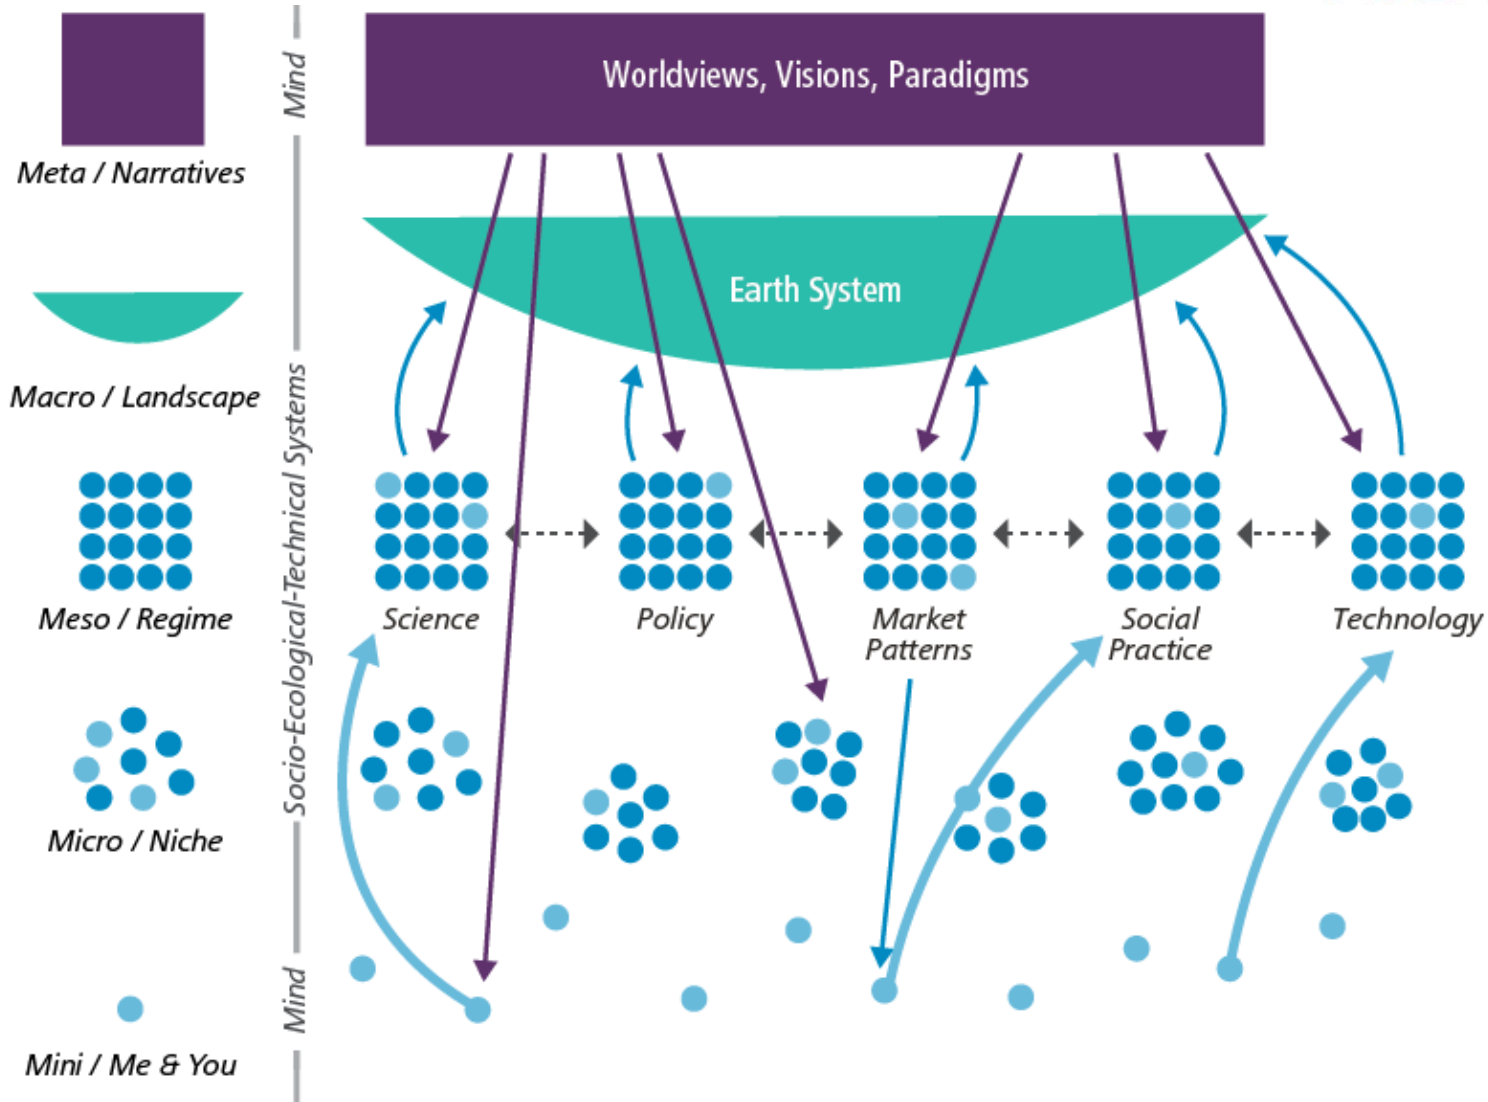 Mind
Worldviews, Visions, Paradigms
Meta / Narratives
Earth System
Macro / Landscape
Socio-Ecological-Technical Systems
Meso / Regime
Science
Policy
Market
Patterns
Social
Practice
Technology
Micro / Niche
Mind
Mini / Me & You